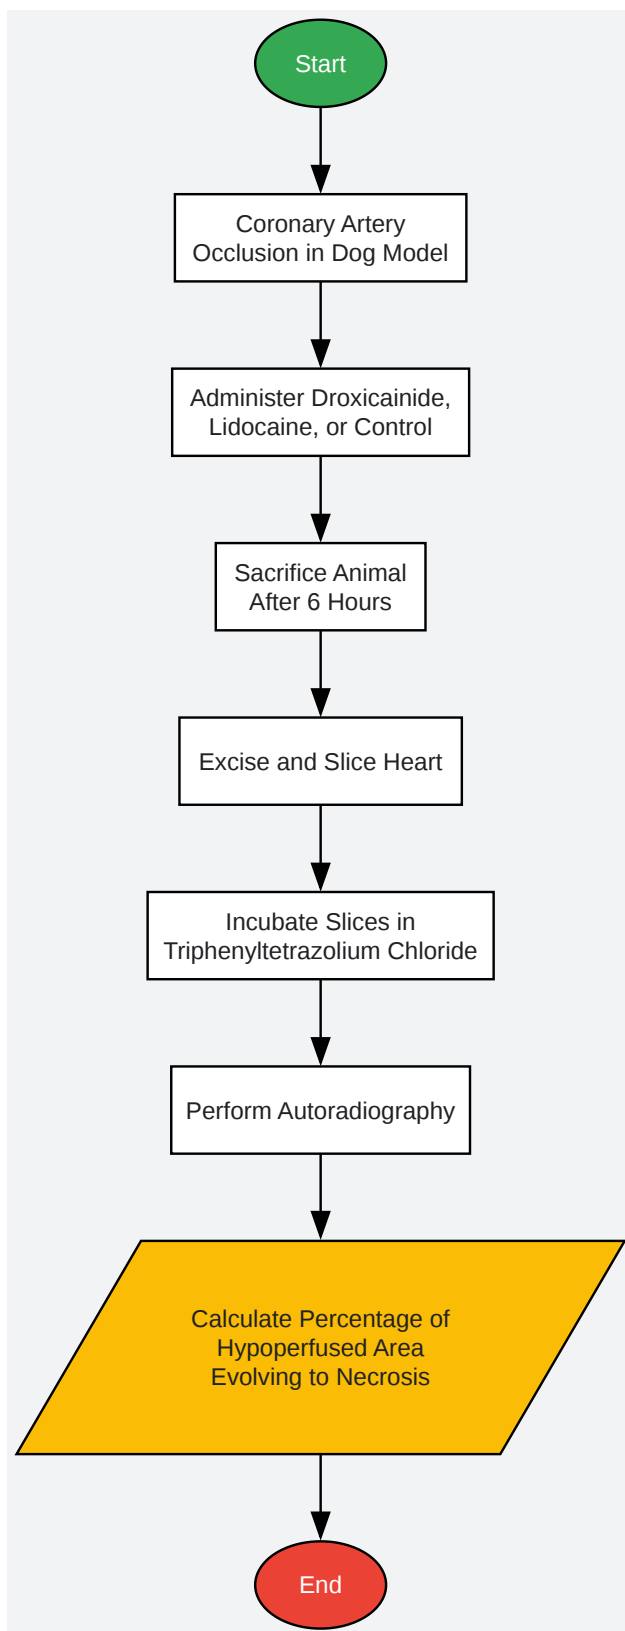 Start
Coronary Artery
Occlusion in Dog Model
Administer Droxicainide,
Lidocaine, or Control
Sacrifice Animal
After 6 Hours
Excise and Slice Heart
Incubate Slices in
Triphenyltetrazolium Chloride
Perform Autoradiography
Calculate Percentage of
Hypoperfused Area
Evolving to Necrosis
End